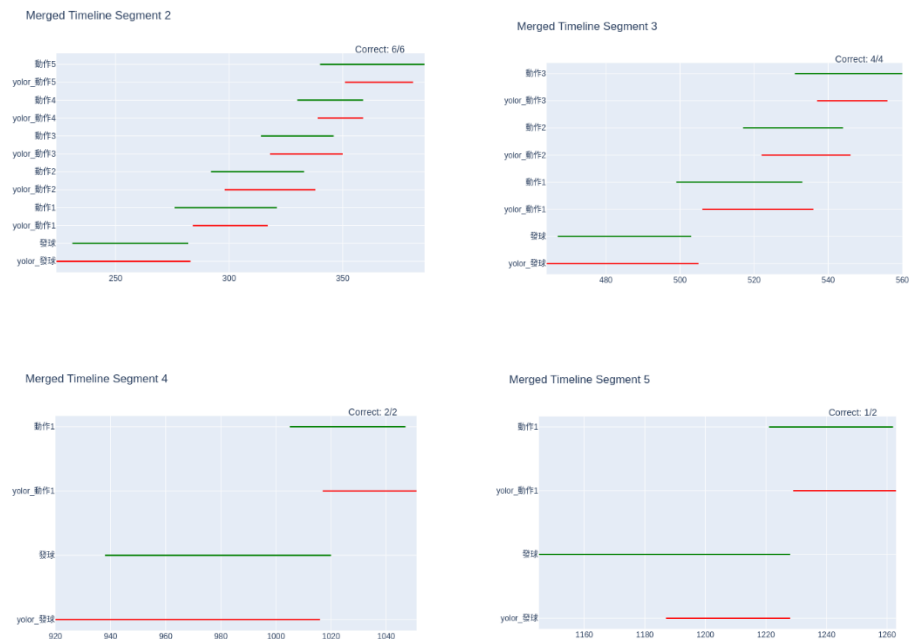 Merged Timeline Segment 2
Correct: 6/6
動作5
yolor_動作5
動作4
yolor_動作4
動作3
yolor_動作3
動作2
yolor_動作2
動作1
yolor_動作1
發球
yolor_發球
250 300 350
Merged Timeline Segment 3
Correct: 4/4
動作3
yolor_動作3
動作2
yolor_動作2
動作1
yolor_動作1
發球
yolor_發球
480 500 520 540 560
Merged Timeline Segment 4
Correct: 2/2
動作1
yolor_動作1
發球
yolor_發球
920 940 960 980 1000 1020 1040
Merged Timeline Segment 5
Correct: 1/2
動作1
yolor_動作1
發球
yolor_發球
1160 1180 1200 1220 1240 1260